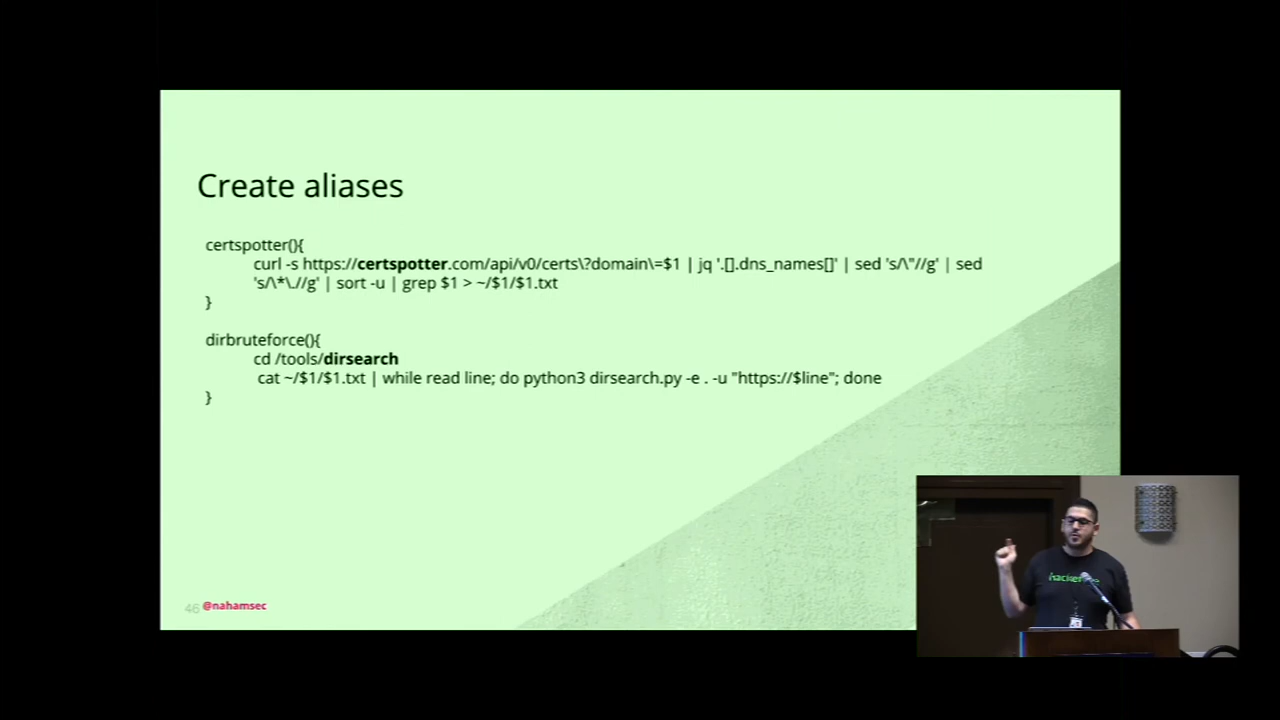 Create aliases
certspotter(){
curl -s https://certspotter.com/api/v0/certs\?domain\=$1 | jq '.[].dns_names[]' | sed 's/\"//g' | sed
's/\*\.//g' | sort -u | grep $1 > ~/$1/$1.txt
}
dirbruteforce(){
cd /tools/dirsearch
cat ~/$1/$1.txt | while read line; do python3 dirsearch.py -e . -u "https://$line"; done
}
46 @nahamsec